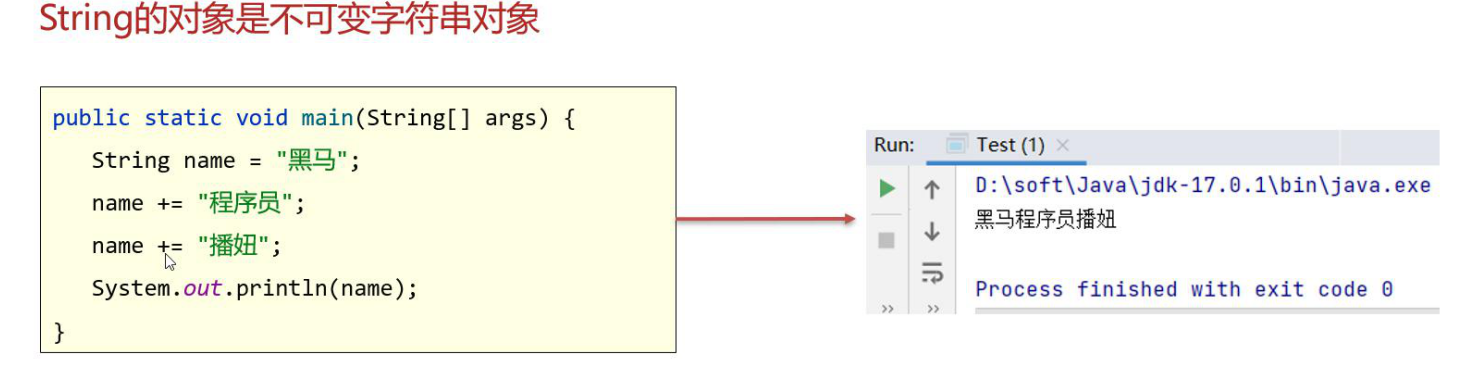 String的对象是不可变字符串对象
public static void main(String[] args) {
String name = "黑马";
name += "程序员";
name += "播妞";
System.out.println(name);
}
Run: Test (1) ×
D:\soft\Java\jdk-17.0.1\bin\java.exe
黑马程序员播妞
Process finished with exit code 0